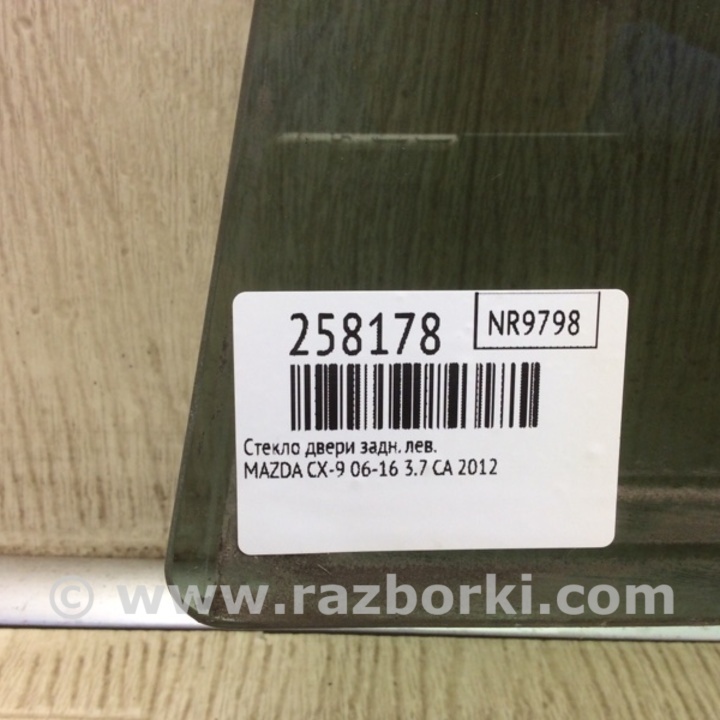 258178
NR9798
Стекло двери задн. лев.
MAZDA CX-9 06-16 3.7 CA 2012
© www.razborki.com